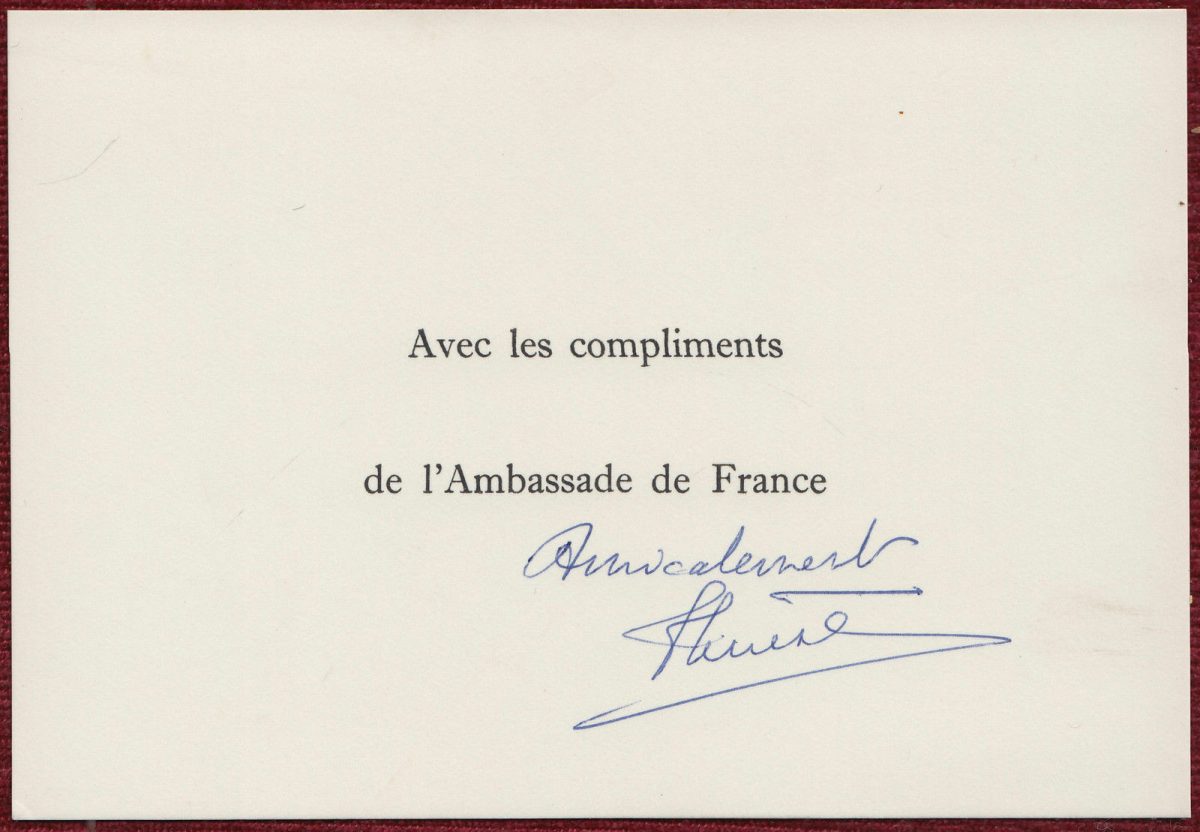 Avec les compliments
de l'Ambassade de France
Amicalement